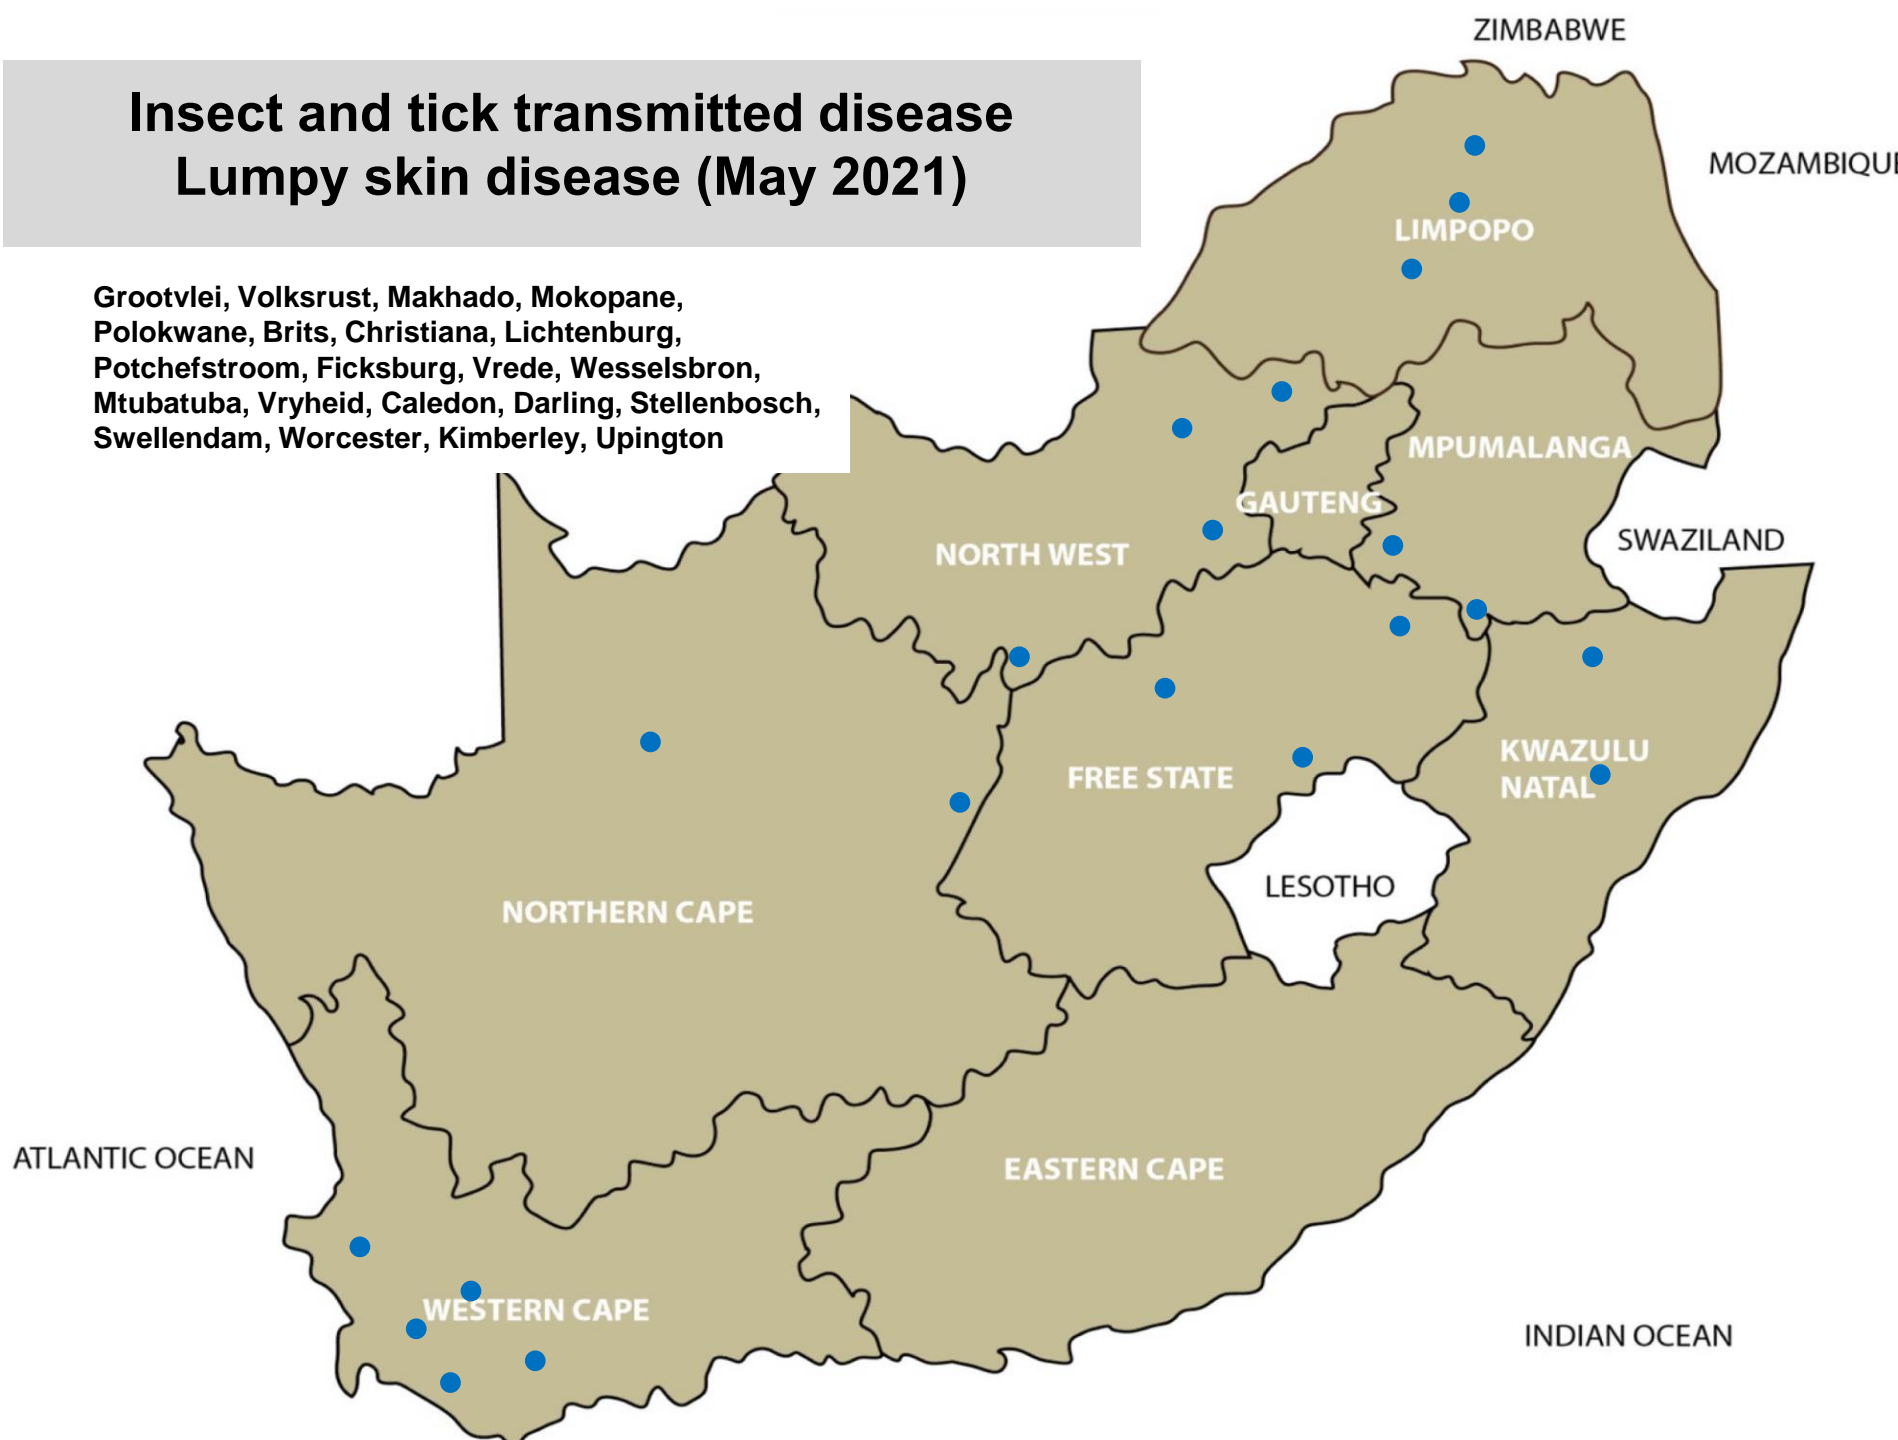 ZIMBABWE
Insect and tick transmitted disease
Lumpy skin disease (May 2021)
MOZAMBIQUE
LIMPOPO
Grootvlei, Volksrust, Makhado, Mokopane,
Polokwane, Brits, Christiana, Lichtenburg,
Potchefstroom, Ficksburg, Vrede, Wesselsbron,
Mtubatuba, Vryheid, Caledon, Darling, Stellenbosch,
Swellendam, Worcester, Kimberley, Upington
MPUMALANGA
GAUTENG
SWAZILAND
NORTH WEST
KWAZULU
NATAL
FREE STATE
LESOTHO
NORTHERN CAPE
ATLANTIC OCEAN
EASTERN CAPE
WESTERN CAPE
INDIAN OCEAN